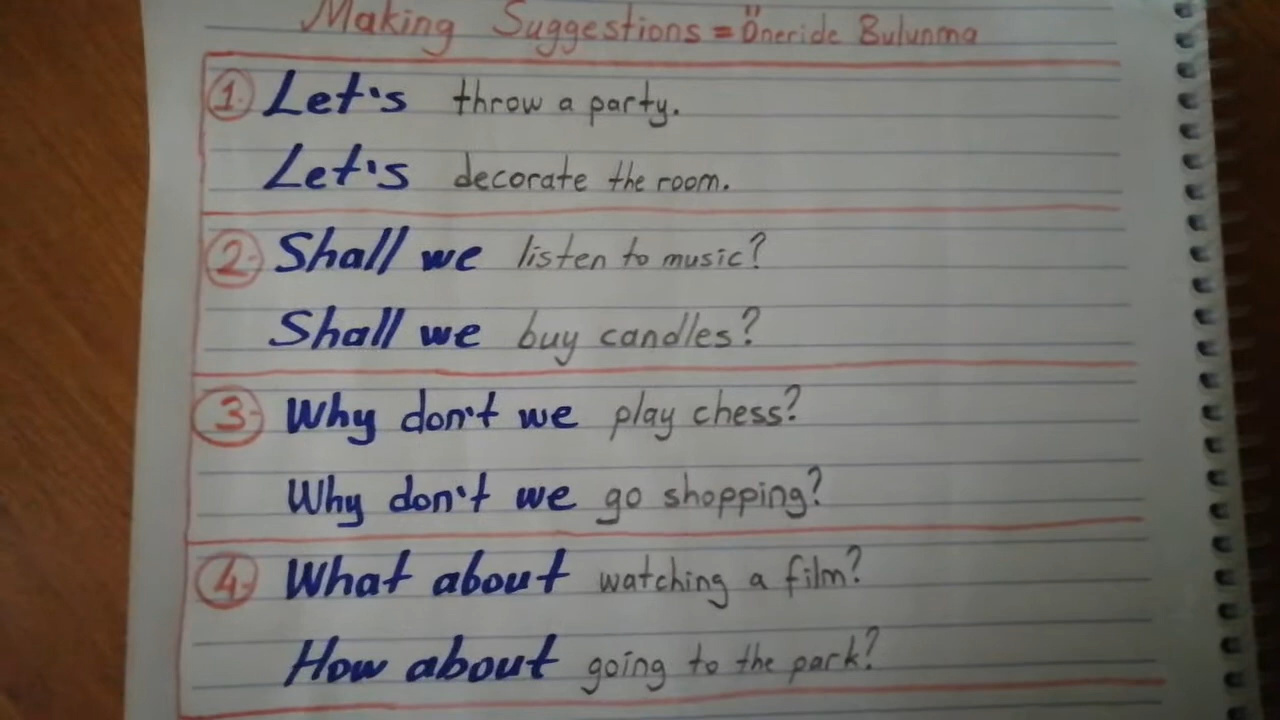 Making Suggestions = Öneride Bulunma
1. Let's throw a party.
Let's decorate the room.
2- Shall we listen to music?
Shall we buy candles?
3- Why don't we play chess?
Why don't we go shopping?
4- What about watching a film?
How about going to the park?